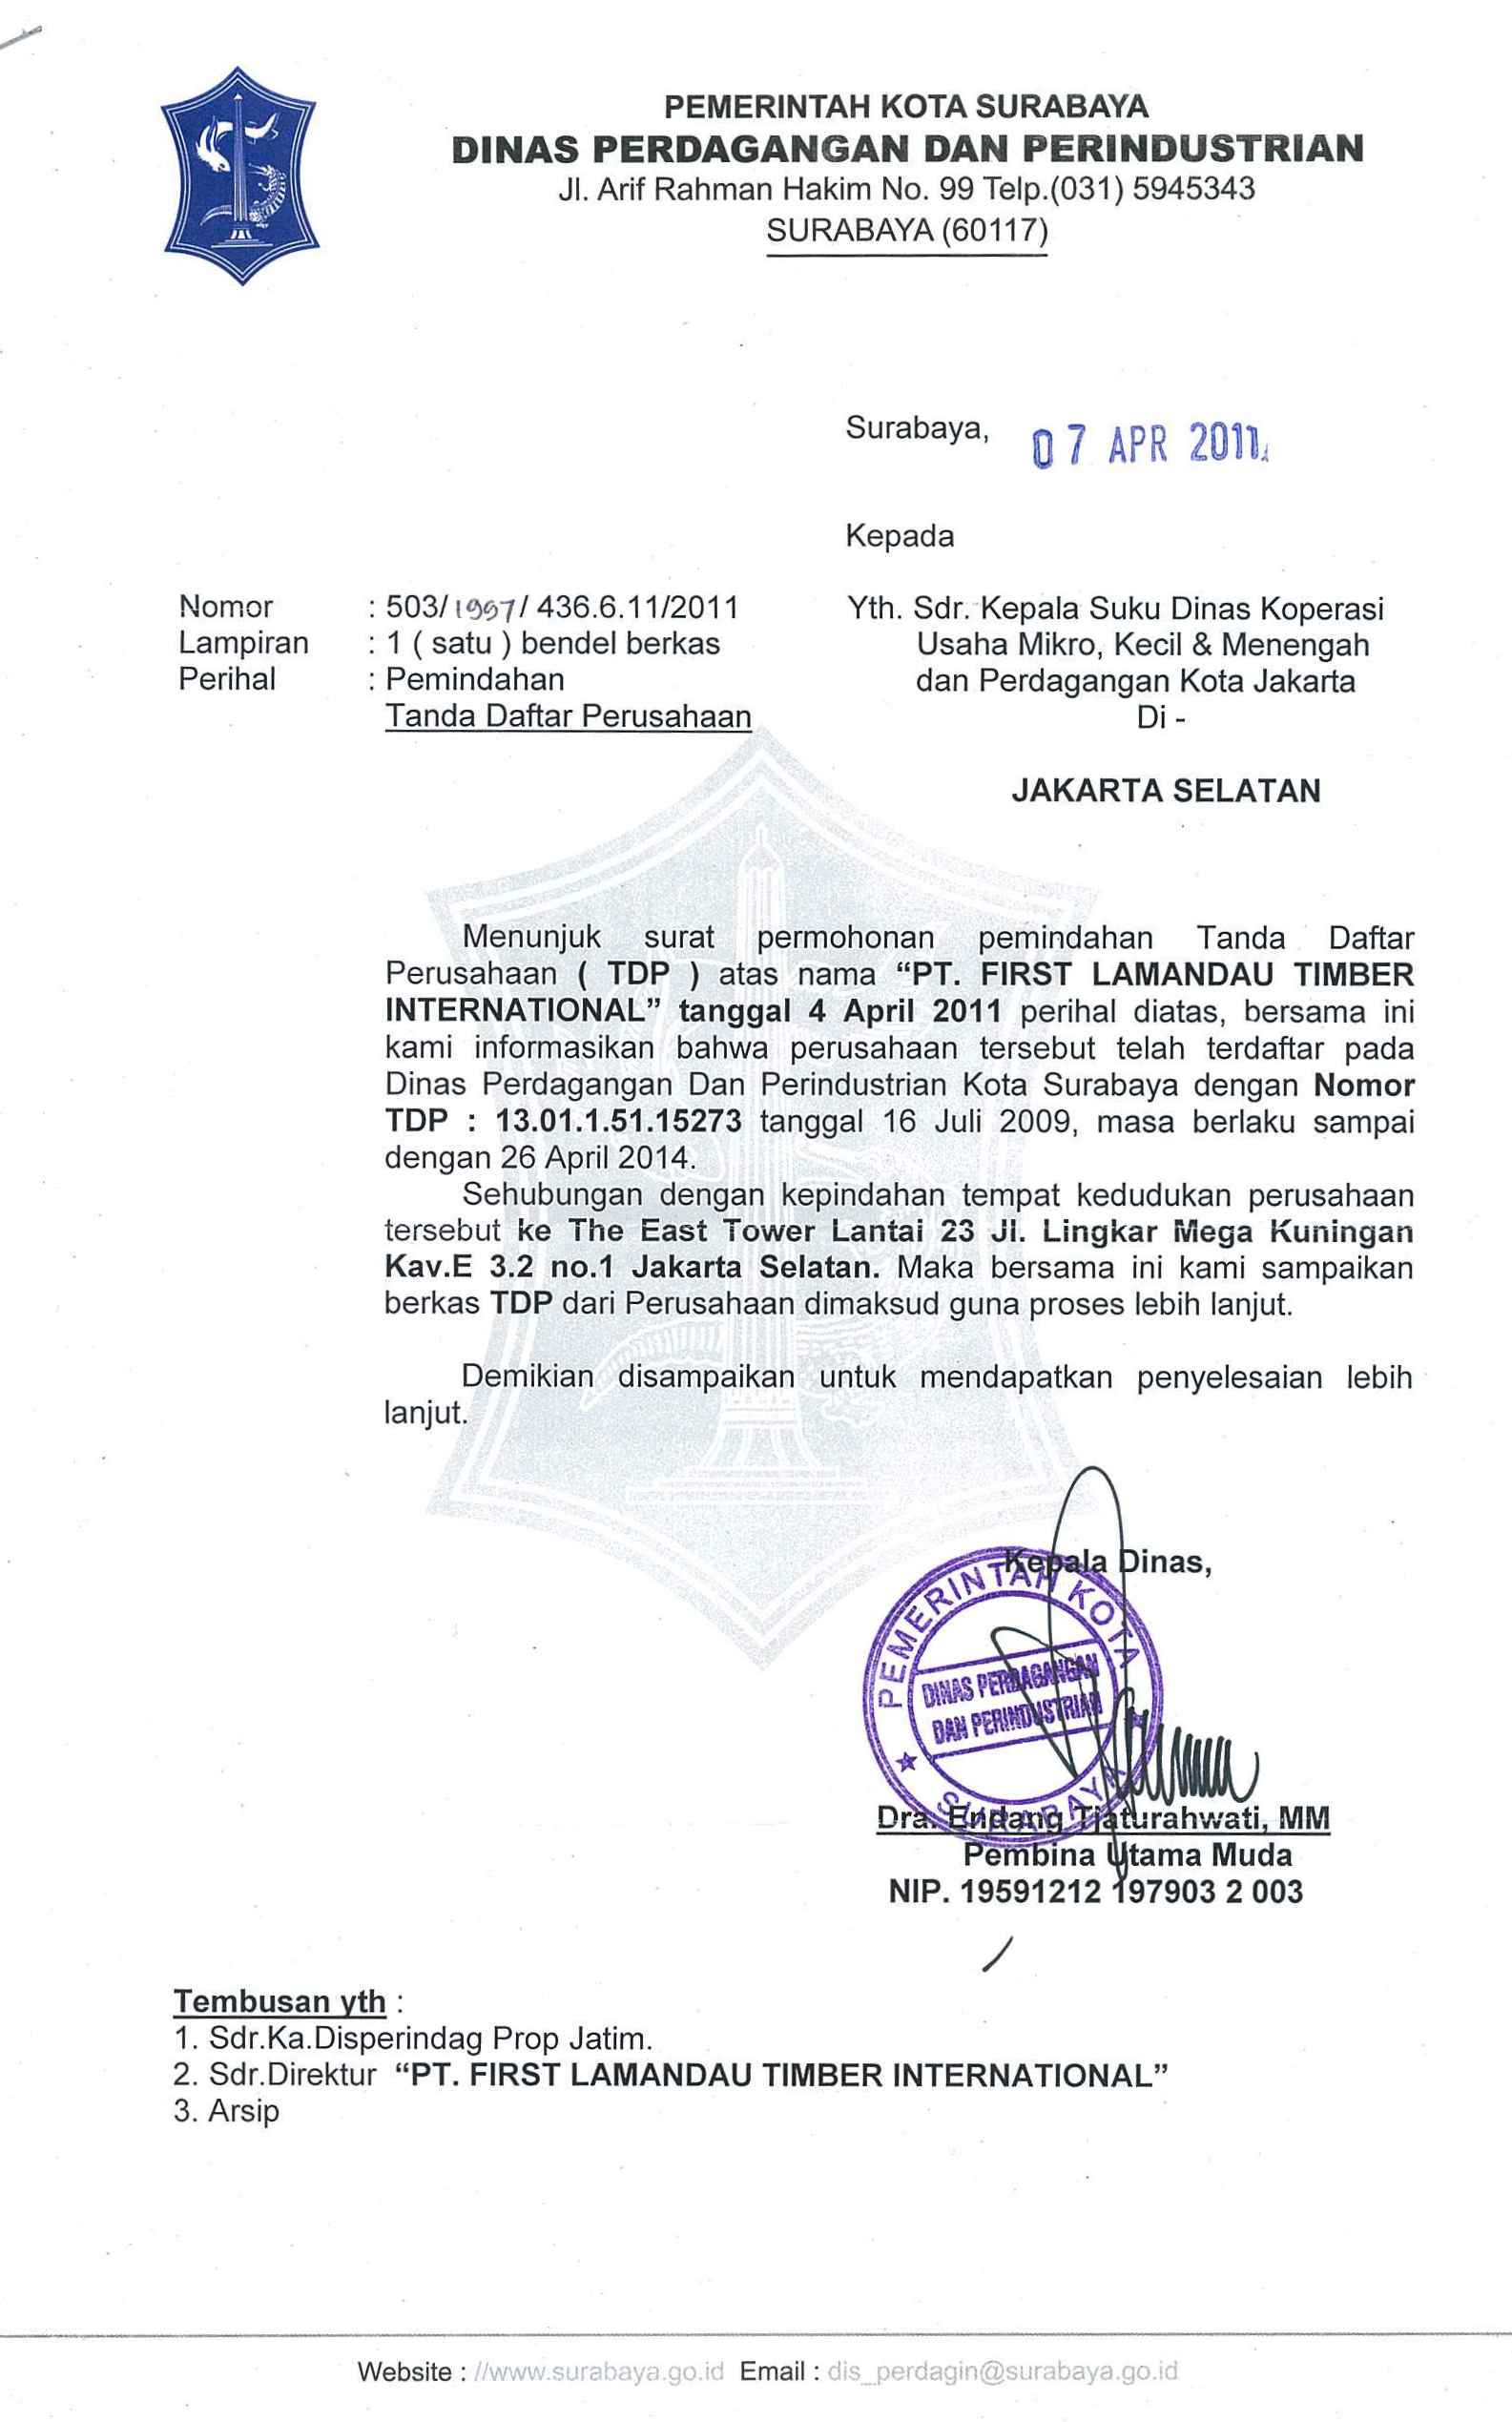 PEMERINTAH KOTA SURABAYA
DINAS PERDAGANGAN DAN PERINDUSTRIAN
Jl. Arif Rahman Hakim No. 99 Telp.(031) 5945343
SURABAYA (60117)
Surabaya, 07 APR 2011
Kepada
Nomor : 503/ 1997 / 436.6.11/2011
Lampiran : 1 ( satu ) bendel berkas
Perihal : Pemindahan
Tanda Daftar Perusahaan
Yth. Sdr. Kepala Suku Dinas Koperasi
Usaha Mikro, Kecil & Menengah
dan Perdagangan Kota Jakarta
Di -
JAKARTA SELATAN
Menunjuk surat permohonan pemindahan Tanda Daftar
Perusahaan ( TDP ) atas nama “PT. FIRST LAMANDAU TIMBER
INTERNATIONAL” tanggal 4 April 2011 perihal diatas, bersama ini
kami informasikan bahwa perusahaan tersebut telah terdaftar pada
Dinas Perdagangan Dan Perindustrian Kota Surabaya dengan Nomor
TDP : 13.01.1.51.15273 tanggal 16 Juli 2009, masa berlaku sampai
dengan 26 April 2014.
Sehubungan dengan kepindahan tempat kedudukan perusahaan
tersebut ke The East Tower Lantai 23 Jl. Lingkar Mega Kuningan
Kav.E 3.2 no.1 Jakarta Selatan. Maka bersama ini kami sampaikan
berkas TDP dari Perusahaan dimaksud guna proses lebih lanjut.
Demikian disampaikan untuk mendapatkan penyelesaian lebih
lanjut.
Kepala Dinas,
PEMERINTAH KOTA
DINAS PERDAGANGAN
DAN PERINDUSTRIAN
SURABAYA
Dra. Endang Tjaturahwati, MM
Pembina Utama Muda
NIP. 19591212 197903 2 003
Tembusan yth :
1. Sdr.Ka.Disperindag Prop Jatim.
2. Sdr.Direktur “PT. FIRST LAMANDAU TIMBER INTERNATIONAL”
3. Arsip
Website : //www.surabaya.go.id Email : dis_perdagin@surabaya.go.id